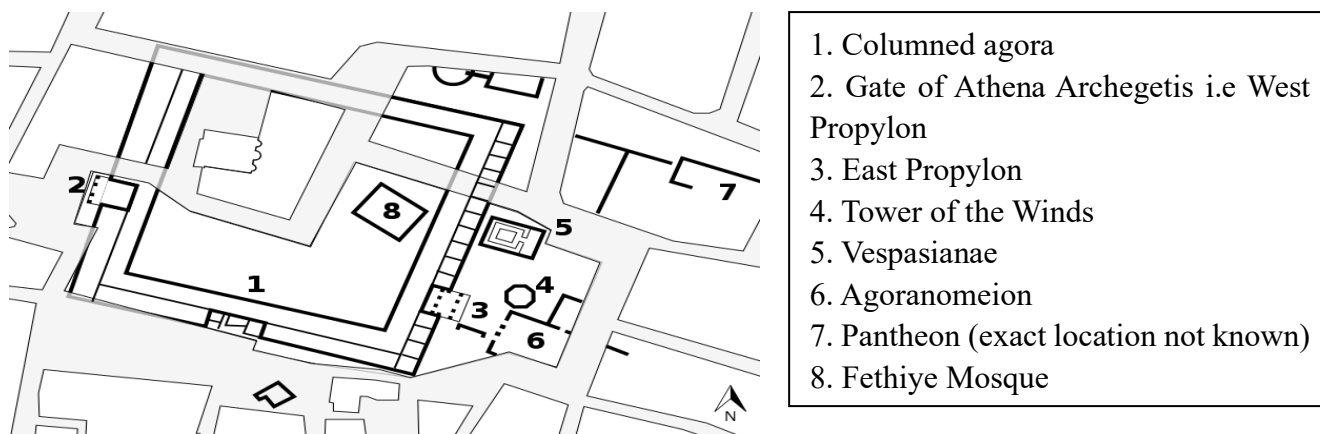 2
8
7
5
1
4
3
6
N
1. Columned agora
2. Gate of Athena Archegetis i.e West
Propylon
3. East Propylon
4. Tower of the Winds
5. Vespasianae
6. Agoranomeion
7. Pantheon (exact location not known)
8. Fethiye Mosque